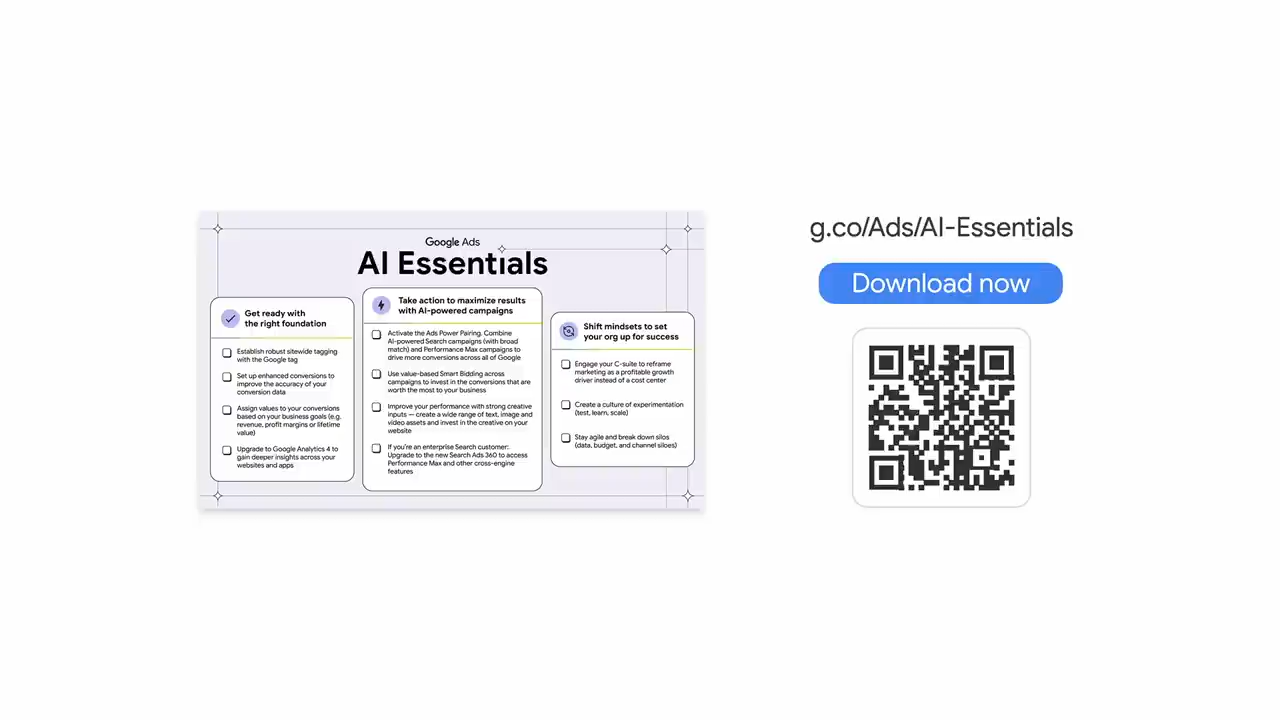 Google Ads
AI Essentials
Get ready with
the right foundation
Establish robust sitewide tagging
with the Google tag
Set up enhanced conversions to
improve the accuracy of your
conversion data
Assign values to your conversions
based on your business goals (e.g.
revenue, profit margins or lifetime
value)
Upgrade to Google Analytics 4 to
gain deeper insights across your
websites and apps
Take action to maximize results
with AI-powered campaigns
Activate the Ads Power Pairing. Combine
AI-powered Search campaigns (with broad
match) and Performance Max campaigns to
drive more conversions across all of Google
Use value-based Smart Bidding across
campaigns to invest in the conversions that are
worth the most to your business
Improve your performance with strong creative
inputs — create a wide range of text, image and
video assets and invest in the creative on your
website
If you're an enterprise Search customer:
Upgrade to the new Search Ads 360 to access
Performance Max and other cross-engine
features
Shift mindsets to set
your org up for success
Engage your C-suite to reframe
marketing as a profitable growth
driver instead of a cost center
Create a culture of experimentation
(test, learn, scale)
Stay agile and break down silos
(data, budget, and channel siloes)
g.co/Ads/AI-Essentials
Download now